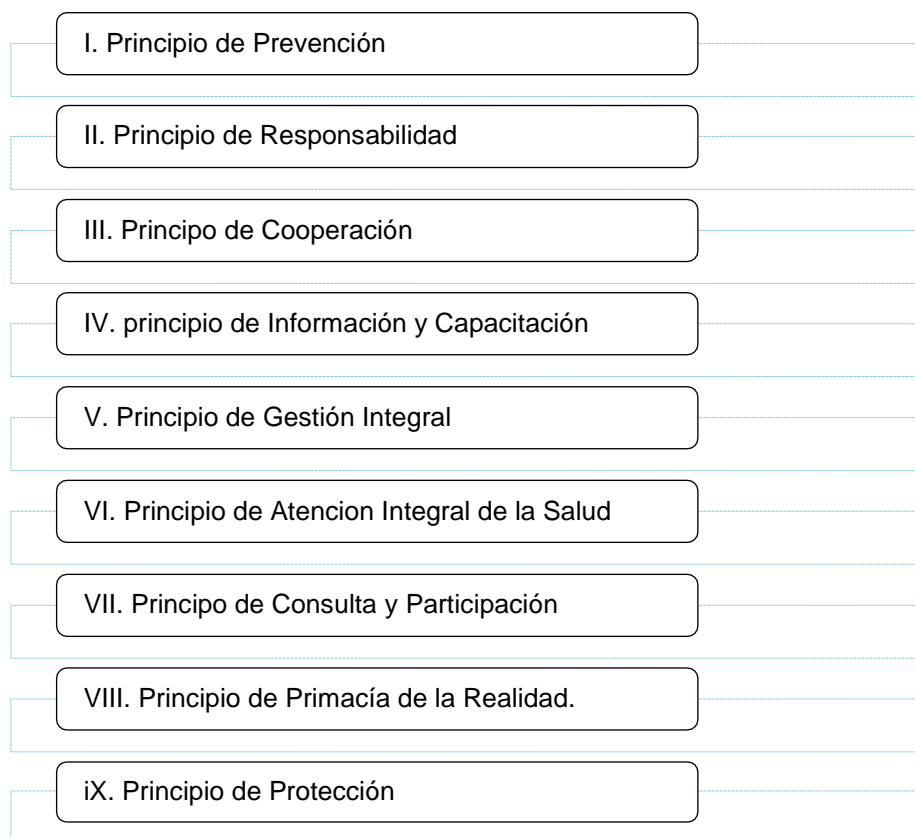 I. Principio de Prevención
II. Principio de Responsabilidad
III. Principo de Cooperación
IV. principio de Información y Capacitación
V. Principio de Gestión Integral
VI. Principio de Atencion Integral de la Salud
VII. Principo de Consulta y Participación
VIII. Principio de Primacía de la Realidad.
iX. Principio de Protección